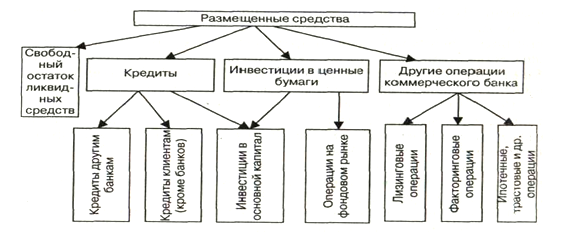 Размещенные средства
Свобод-
ный
остаток
ликвид-
ных
средств
Кредиты
Инвестиции в ценные
бумаги
Другие операции
коммерческого банка
Кредиты другим
банкам
Кредиты клиентам
(кроме банков)
Инвестиции в
основной капитал
Операции на
фондовом рынке
Лизинговые
операции
Факторинговые
операции
Ипотечные,
трастовые и др.
операции